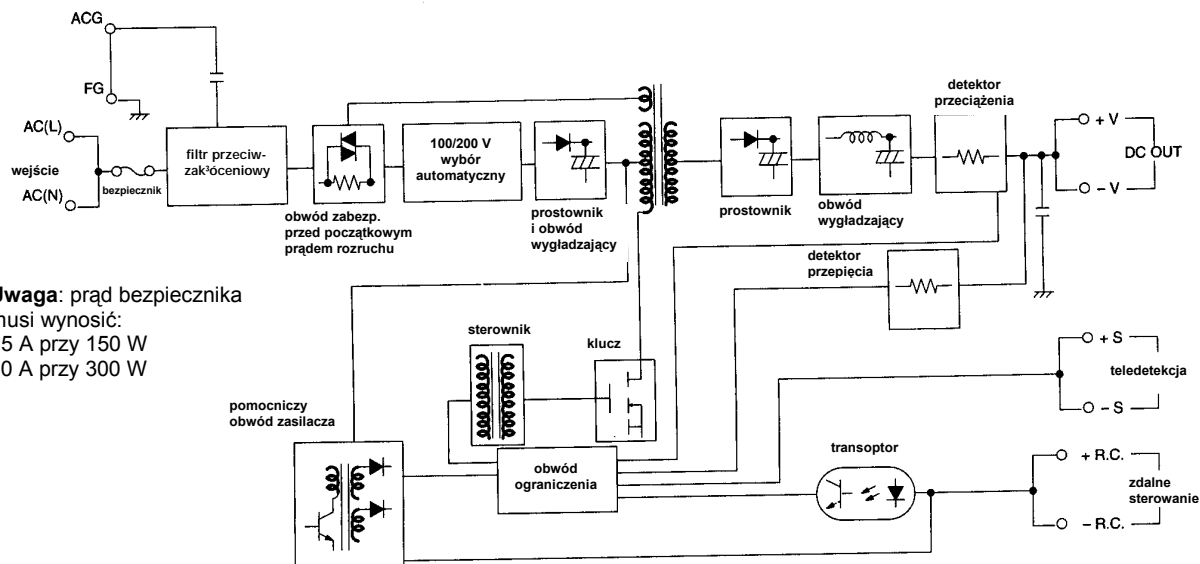 ACG
FG
AC(L)
wejście
AC(N)
bezpiecznik
filtr przeciw-
zak³óceniowy
obwód zabezp.
przed początkowym
prądem rozruchu
100/200 V
wybór
automatyczny
prostownik
i obwód
wygładzający
prostownik
obwód
wygładzający
detektor
przeciążenia
+ V
DC OUT
– V
detektor
przepięcia
Uwaga: prąd bezpiecznika
musi wynosić:
5 A przy 150 W
0 A przy 300 W
sterownik
klucz
+ S
teledetekcja
– S
pomocniczy
obwód zasilacza
obwód
ograniczenia
transoptor
+ R.C.
zdalne
sterowanie
– R.C.